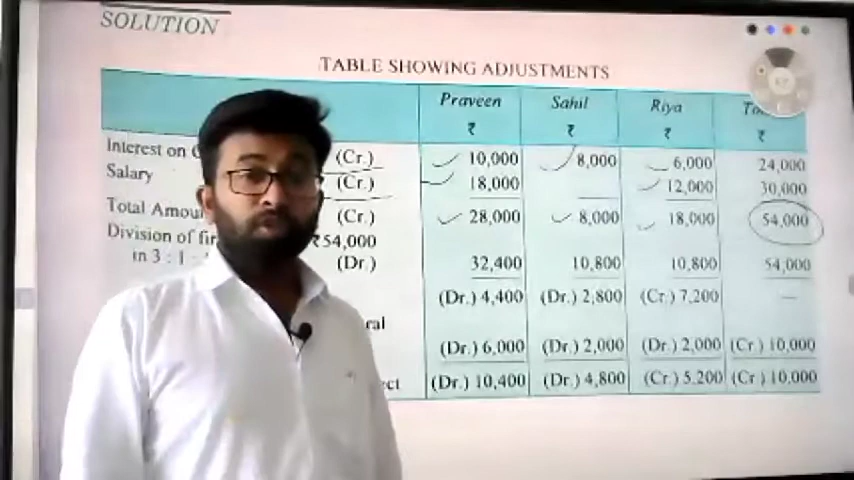 SOLUTION
TABLE SHOWING ADJUSTMENTS
Praveen Sahil Riya
₹ ₹ ₹ ₹
Interest on (Cr.) 10,000 8,000 6,000 24,000
Salary (Cr.) 18,000 — 12,000 30,000
Total (Cr.) 28,000 8,000 18,000 54,000
Division of ₹54,000
in 3 : 1 : (Dr.) 32,400 10,800 10,800 54,000
(Dr.) 4,400 (Dr.) 2,800 (Cr.) 7,200 —
(Dr.) 6,000 (Dr.) 2,000 (Dr.) 2,000 (Cr.) 10,000
(Dr.) 10,400 (Dr.) 4,800 (Cr.) 5,200 (Cr.) 10,000